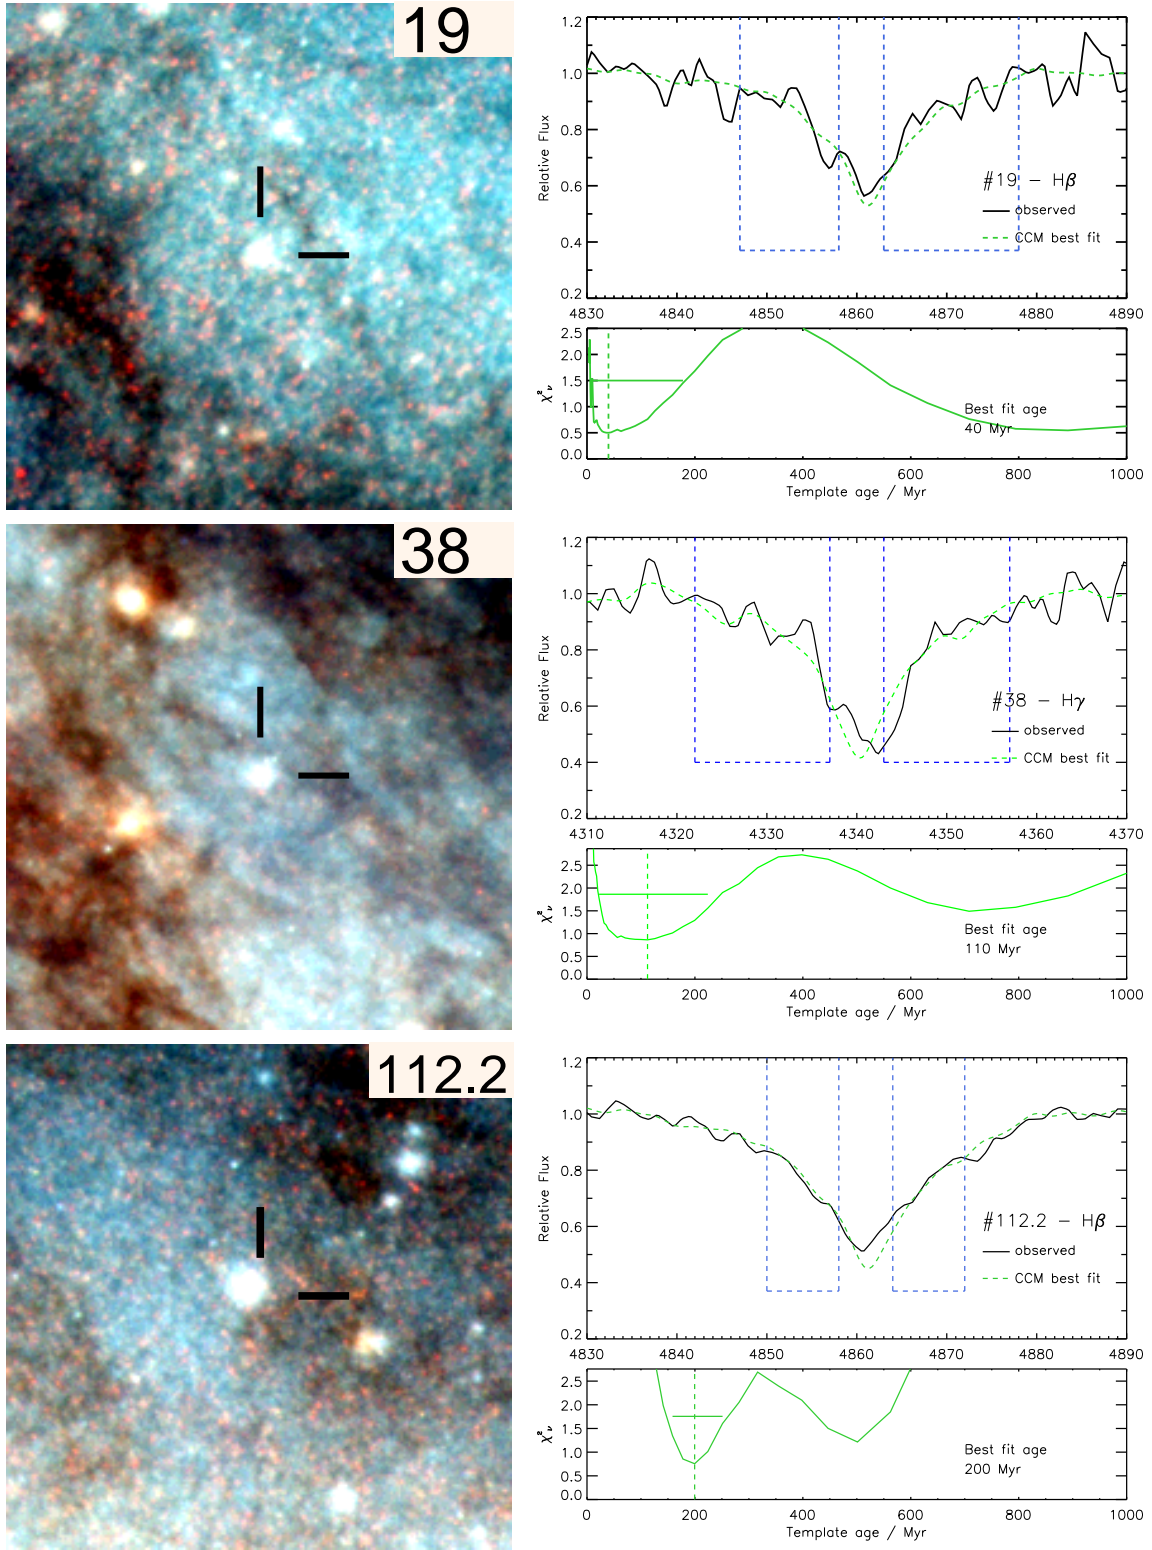 19
1.2
1.0
0.8
0.6
0.4
0.2
Relative Flux
#19 - Hβ
observed
CCM best fit
4830 4840 4850 4860 4870 4880 4890
2.5
2.0
1.5
1.0
0.5
0.0
χ²ν
Best fit age
40 Myr
0 200 400 600 800 1000
Template age / Myr
38
1.2
1.0
0.8
0.6
0.4
0.2
Relative Flux
#38 - Hγ
observed
CCM best fit
4310 4320 4330 4340 4350 4360 4370
2.5
2.0
1.5
1.0
0.5
0.0
χ²ν
Best fit age
110 Myr
0 200 400 600 800 1000
Template age / Myr
112.2
1.2
1.0
0.8
0.6
0.4
0.2
Relative Flux
#112.2 - Hβ
observed
CCM best fit
4830 4840 4850 4860 4870 4880 4890
2.5
2.0
1.5
1.0
0.5
0.0
χ²ν
Best fit age
200 Myr
0 200 400 600 800 1000
Template age / Myr